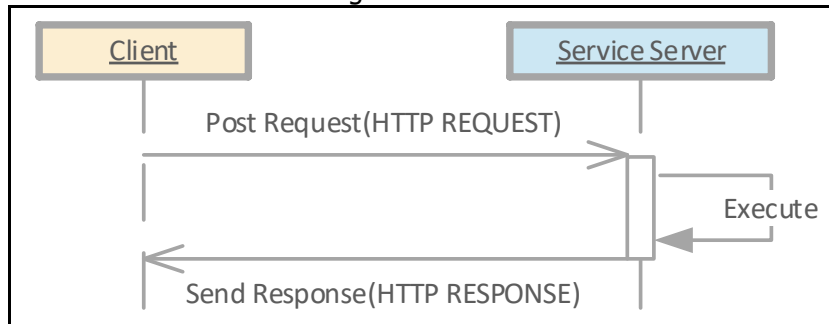 Client
Service Server
Post Request(HTTP REQUEST)
Execute
Send Response(HTTP RESPONSE)